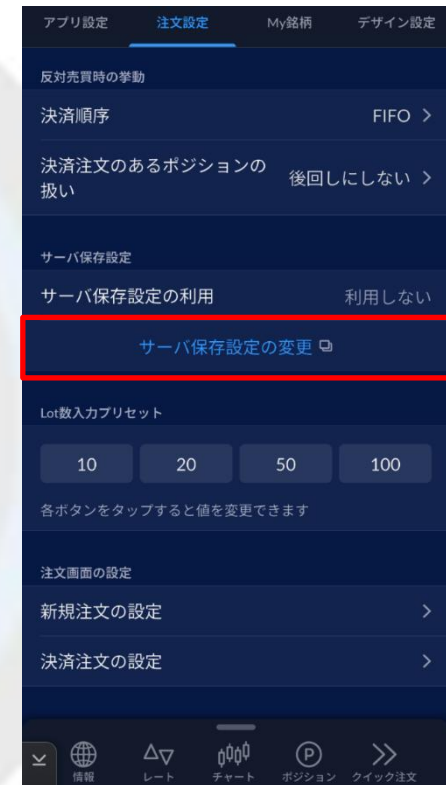 アプリ設定 注文設定 My銘柄 デザイン設定
反対売買時の挙動
決済順序 FIFO >
決済注文のあるポジションの
扱い 後回しにしない >
サーバ保存設定
サーバ保存設定の利用 利用しない
サーバ保存設定の変更
Lot数入力プリセット
10 20 50 100
各ボタンをタップすると値を変更できます
注文画面の設定
新規注文の設定 >
決済注文の設定 >
情報 レート チャート ポジション クイック注文